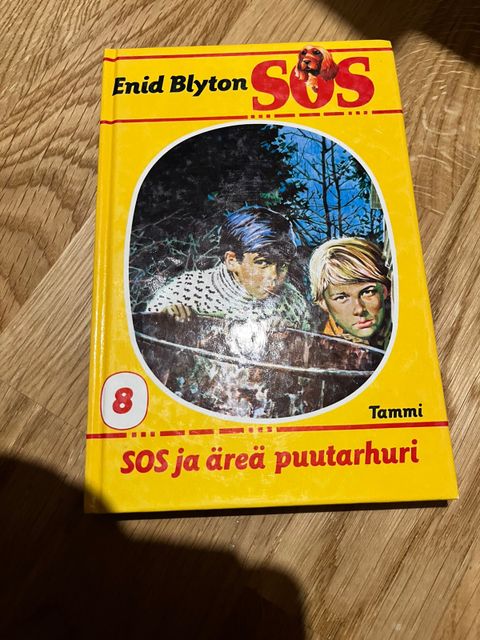 Enid Blyton SOS
8
Tammi
SOS ja äreä puutarhuri